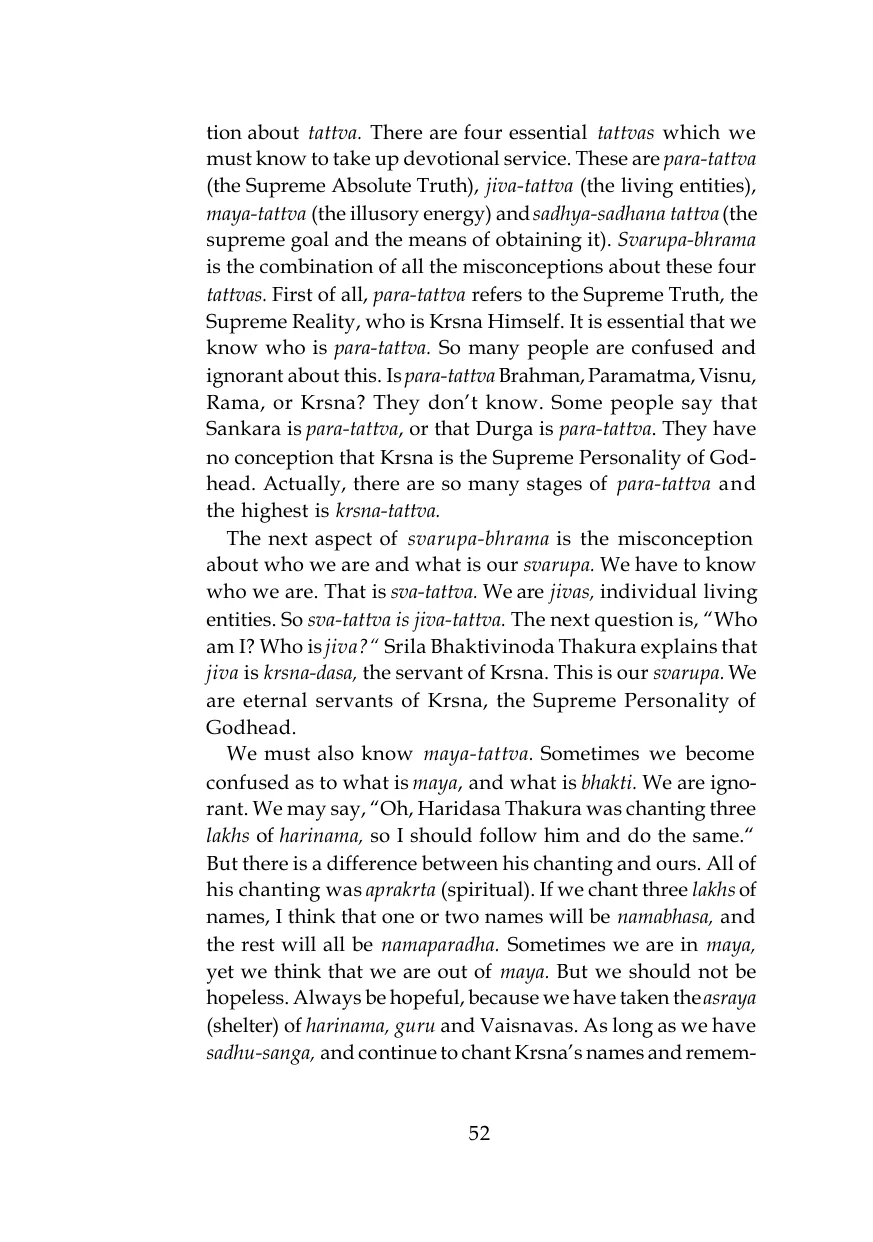 tion about tattva. There are four essential tattvas which we
must know to take up devotional service. These are para-tattva
(the Supreme Absolute Truth), jiva-tattva (the living entities),
maya-tattva (the illusory energy) and sadhya-sadhana tattva (the
supreme goal and the means of obtaining it). Svarupa-bhrama
is the combination of all the misconceptions about these four
tattvas. First of all, para-tattva refers to the Supreme Truth, the
Supreme Reality, who is Krsna Himself. It is essential that we
know who is para-tattva. So many people are confused and
ignorant about this. Is para-tattva Brahman, Paramatma, Visnu,
Rama, or Krsna? They don’t know. Some people say that
Sankara is para-tattva, or that Durga is para-tattva. They have
no conception that Krsna is the Supreme Personality of God-
head. Actually, there are so many stages of para-tattva and
the highest is krsna-tattva.
The next aspect of svarupa-bhrama is the misconception
about who we are and what is our svarupa. We have to know
who we are. That is sva-tattva. We are jivas, individual living
entities. So sva-tattva is jiva-tattva. The next question is, “Who
am I? Who is jiva?“ Srila Bhaktivinoda Thakura explains that
jiva is krsna-dasa, the servant of Krsna. This is our svarupa. We
are eternal servants of Krsna, the Supreme Personality of
Godhead.
We must also know maya-tattva. Sometimes we become
confused as to what is maya, and what is bhakti. We are igno-
rant. We may say, “Oh, Haridasa Thakura was chanting three
lakhs of harinama, so I should follow him and do the same.“
But there is a difference between his chanting and ours. All of
his chanting was aprakrta (spiritual). If we chant three lakhs of
names, I think that one or two names will be namabhasa, and
the rest will all be namaparadha. Sometimes we are in maya,
yet we think that we are out of maya. But we should not be
hopeless. Always be hopeful, because we have taken the asraya
(shelter) of harinama, guru and Vaisnavas. As long as we have
sadhu-sanga, and continue to chant Krsna’s names and remem-
52